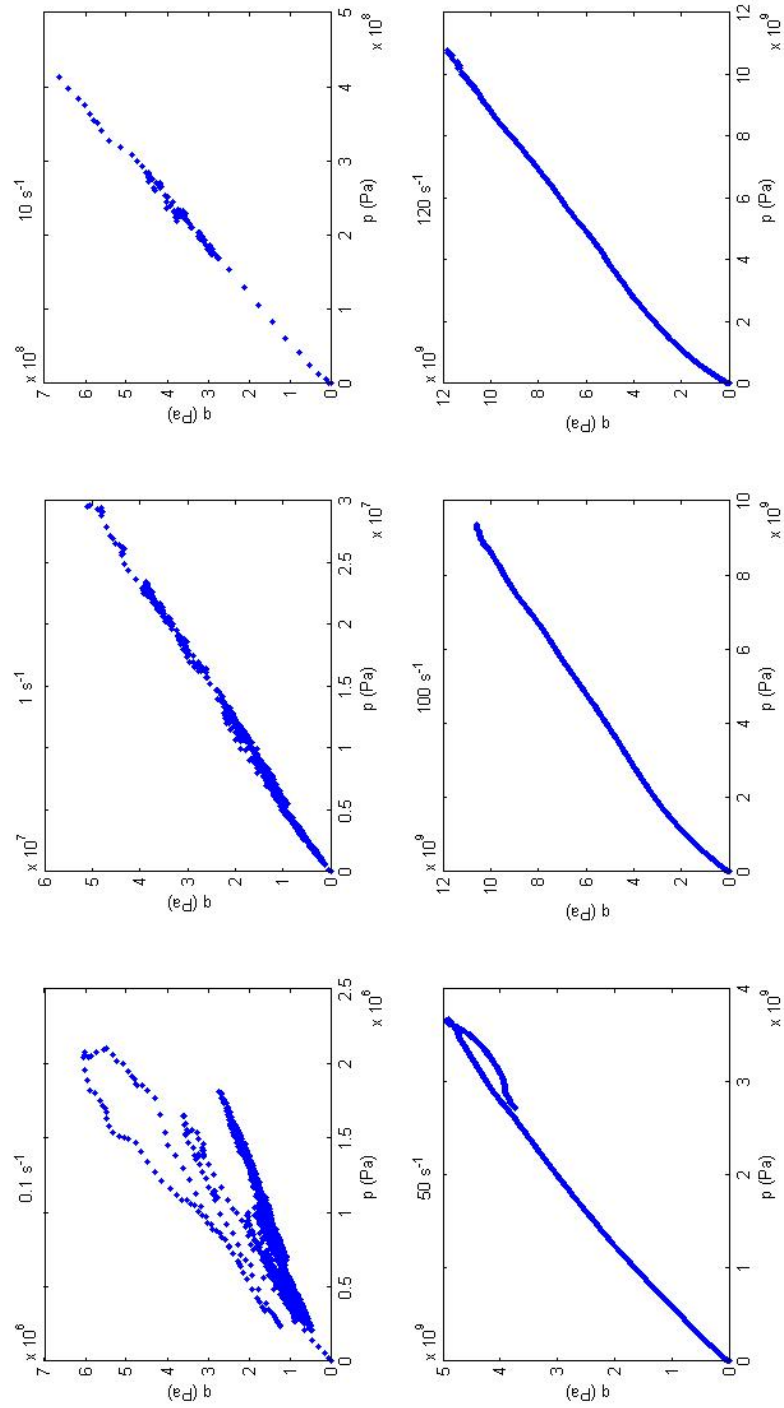 0.1 s⁻¹
x 10⁶
7
6
5
4
3
2
1
0
q (Pa)
0 0.5 1 1.5 2 2.5
x 10⁶
p (Pa)
1 s⁻¹
x 10⁷
6
5
4
3
2
1
0
q (Pa)
0 0.5 1 1.5 2 2.5 3
x 10⁷
p (Pa)
10 s⁻¹
x 10⁸
7
6
5
4
3
2
1
0
q (Pa)
0 1 2 3 4 5
x 10⁸
p (Pa)
50 s⁻¹
x 10⁹
5
4
3
2
1
0
q (Pa)
0 1 2 3 4
x 10⁹
p (Pa)
100 s⁻¹
x 10⁹
12
10
8
6
4
2
0
q (Pa)
0 2 4 6 8 10
x 10⁹
p (Pa)
120 s⁻¹
x 10⁹
12
10
8
6
4
2
0
q (Pa)
0 2 4 6 8 10 12
x 10⁹
p (Pa)